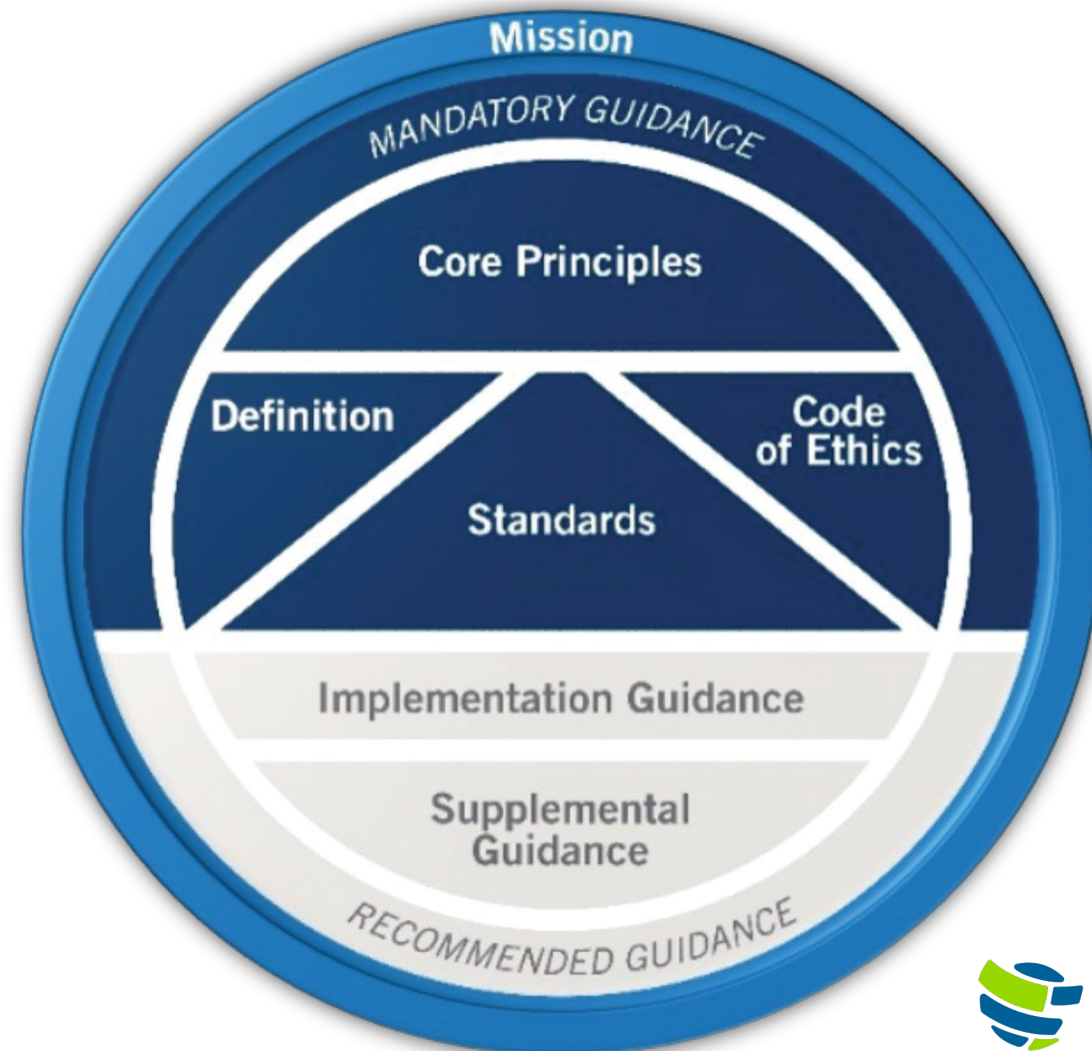 Mission
MANDATORY GUIDANCE
Core Principles
Definition
Code
of Ethics
Standards
Implementation Guidance
Supplemental
Guidance
RECOMMENDED GUIDANCE